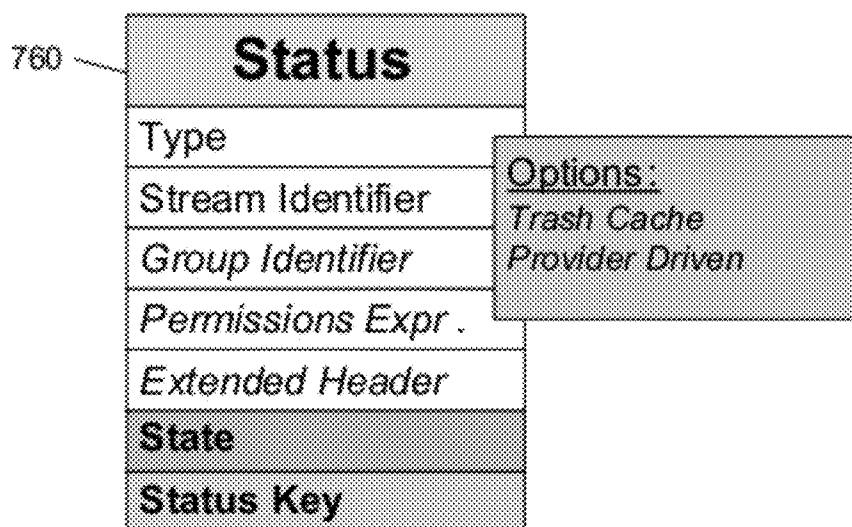 760
Status
Type
Stream Identifier
Group Identifier
Permissions Expr .
Extended Header
State
Status Key
Options:
Trash Cache
Provider Driven